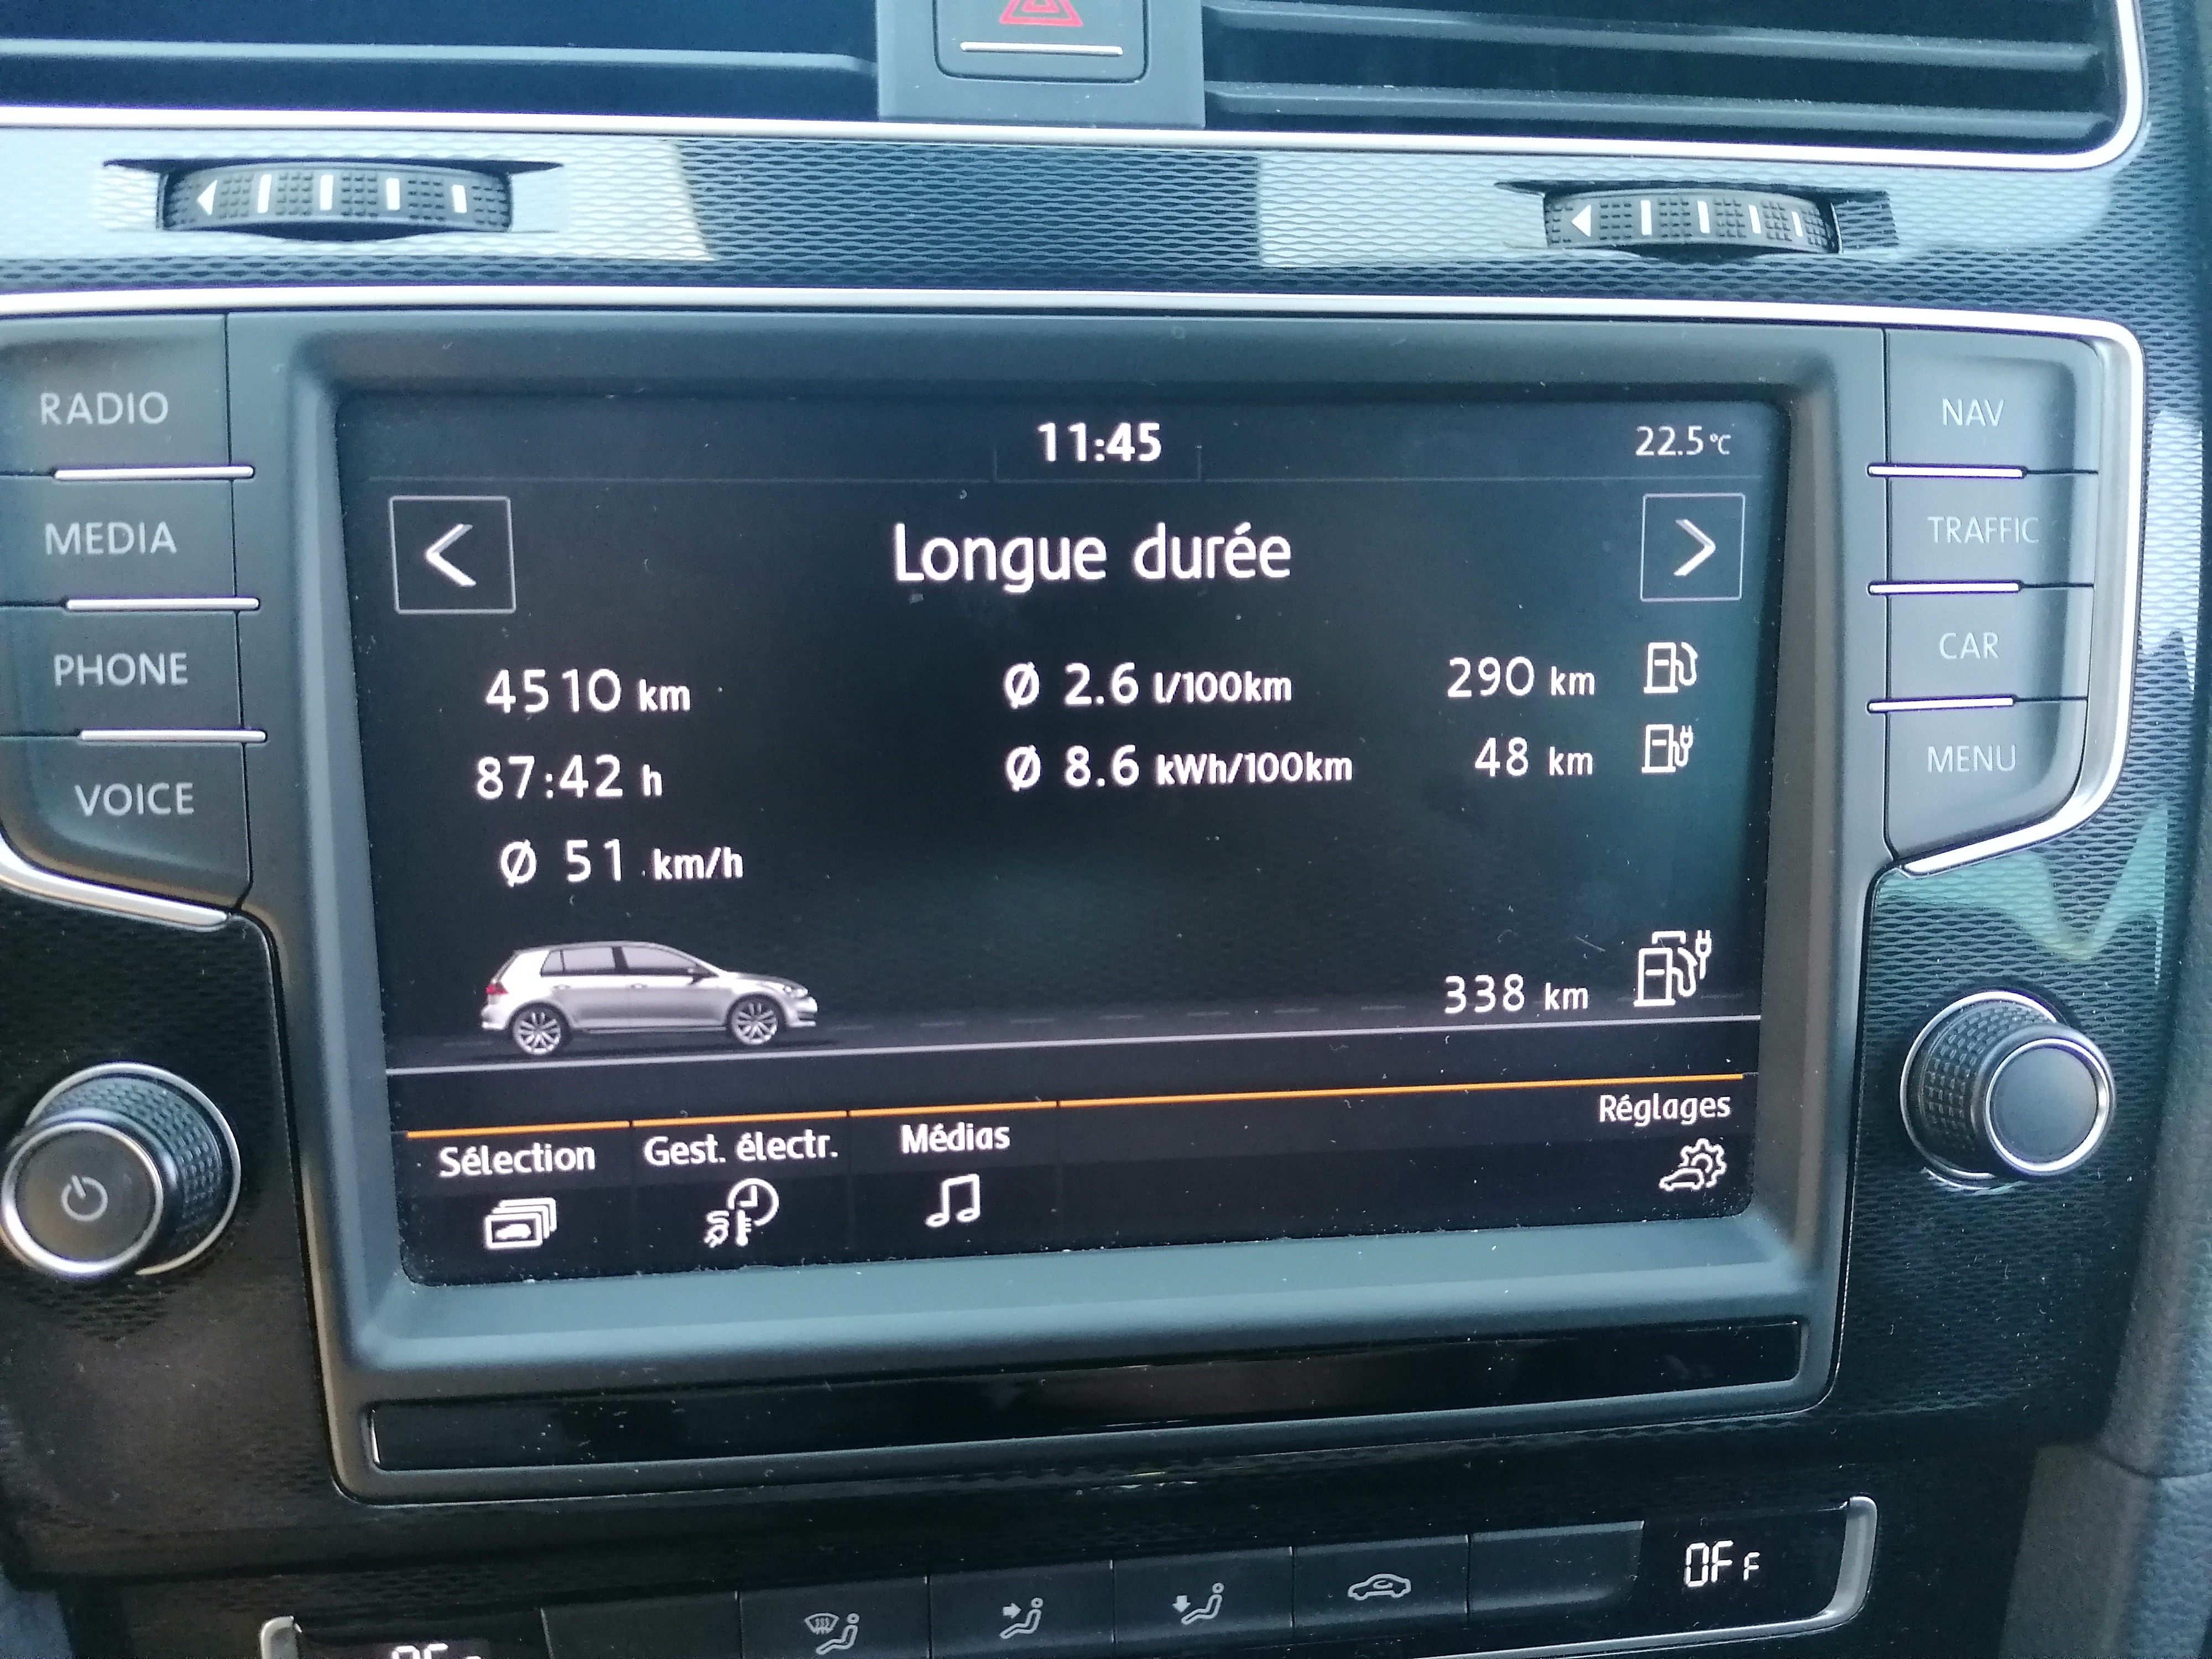 RADIO
MEDIA
PHONE
VOICE
NAV
TRAFFIC
CAR
MENU
11:45
22.5°C
Longue durée
4510 km
Ø 2.6 l/100km
290 km
87:42 h
Ø 8.6 kWh/100km
48 km
Ø 51 km/h
338 km
Sélection
Gest. électr.
Médias
Réglages
OFF